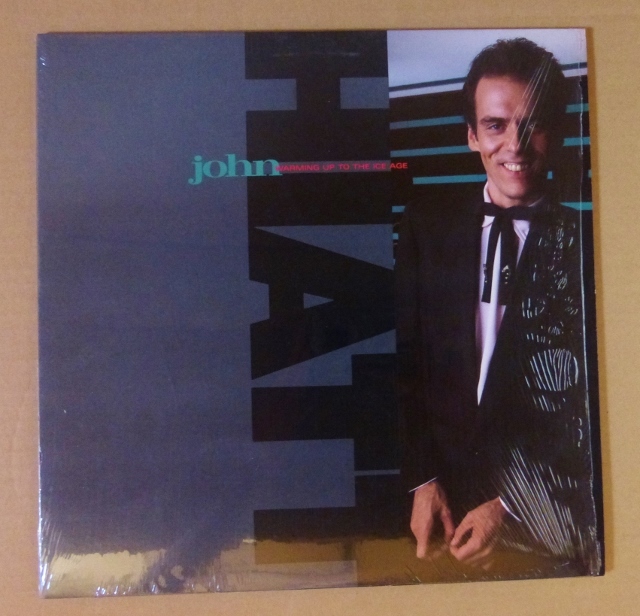 john WARMING UP TO THE ICE AGE
HIATT